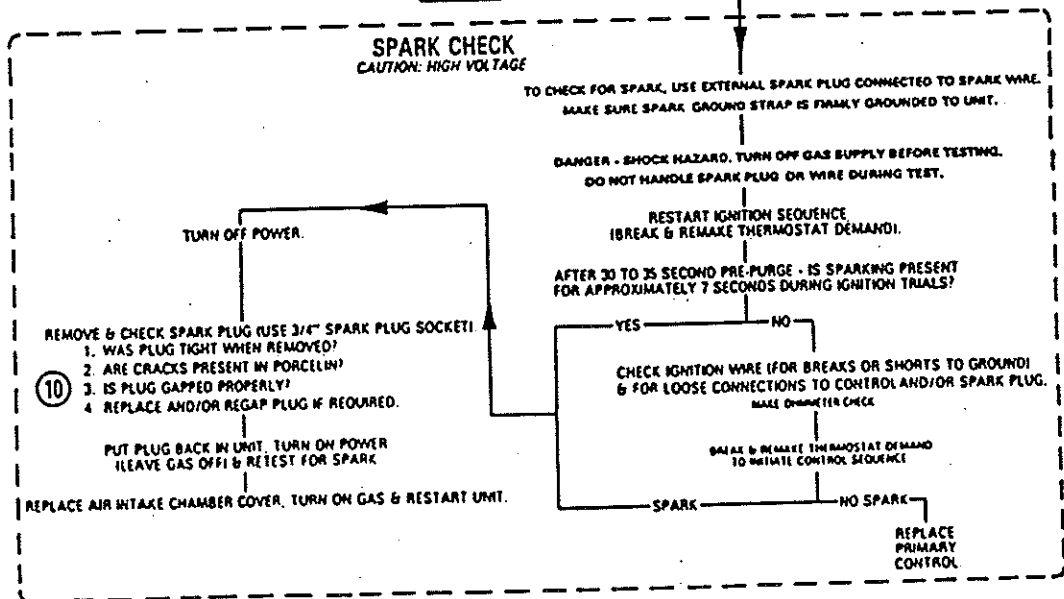 SPARK CHECK
CAUTION: HIGH VOLTAGE
TO CHECK FOR SPARK, USE EXTERNAL SPARK PLUG CONNECTED TO SPARK WIRE.
MAKE SURE SPARK GROUND STRAP IS FIRMLY GROUNDED TO UNIT.
DANGER - SHOCK HAZARD, TURN OFF GAS SUPPLY BEFORE TESTING.
DO NOT HANDLE SPARK PLUG OR WIRE DURING TEST.
RESTART IGNITION SEQUENCE
(BREAK & REMAKE THERMOSTAT DEMAND).
AFTER 30 TO 35 SECOND PRE-PURGE - IS SPARKING PRESENT
FOR APPROXIMATELY 7 SECONDS DURING IGNITION TRIALS?
YES
NO
CHECK IGNITION WIRE (FOR BREAKS OR SHORTS TO GROUND)
& FOR LOOSE CONNECTIONS TO CONTROL AND/OR SPARK PLUG.
MAKE OHMMETER CHECK
BREAK & REMAKE THERMOSTAT DEMAND
TO INITIATE CONTROL SEQUENCE
SPARK
NO SPARK
REPLACE
PRIMARY
CONTROL
TURN OFF POWER.
REMOVE & CHECK SPARK PLUG (USE 3/4" SPARK PLUG SOCKET)
1. WAS PLUG TIGHT WHEN REMOVED?
2. ARE CRACKS PRESENT IN PORCELIN?
10
3. IS PLUG GAPPED PROPERLY?
4. REPLACE AND/OR REGAP PLUG IF REQUIRED.
PUT PLUG BACK IN UNIT, TURN ON POWER
(LEAVE GAS OFF) & RETEST FOR SPARK
REPLACE AIR INTAKE CHAMBER COVER, TURN ON GAS & RESTART UNIT.